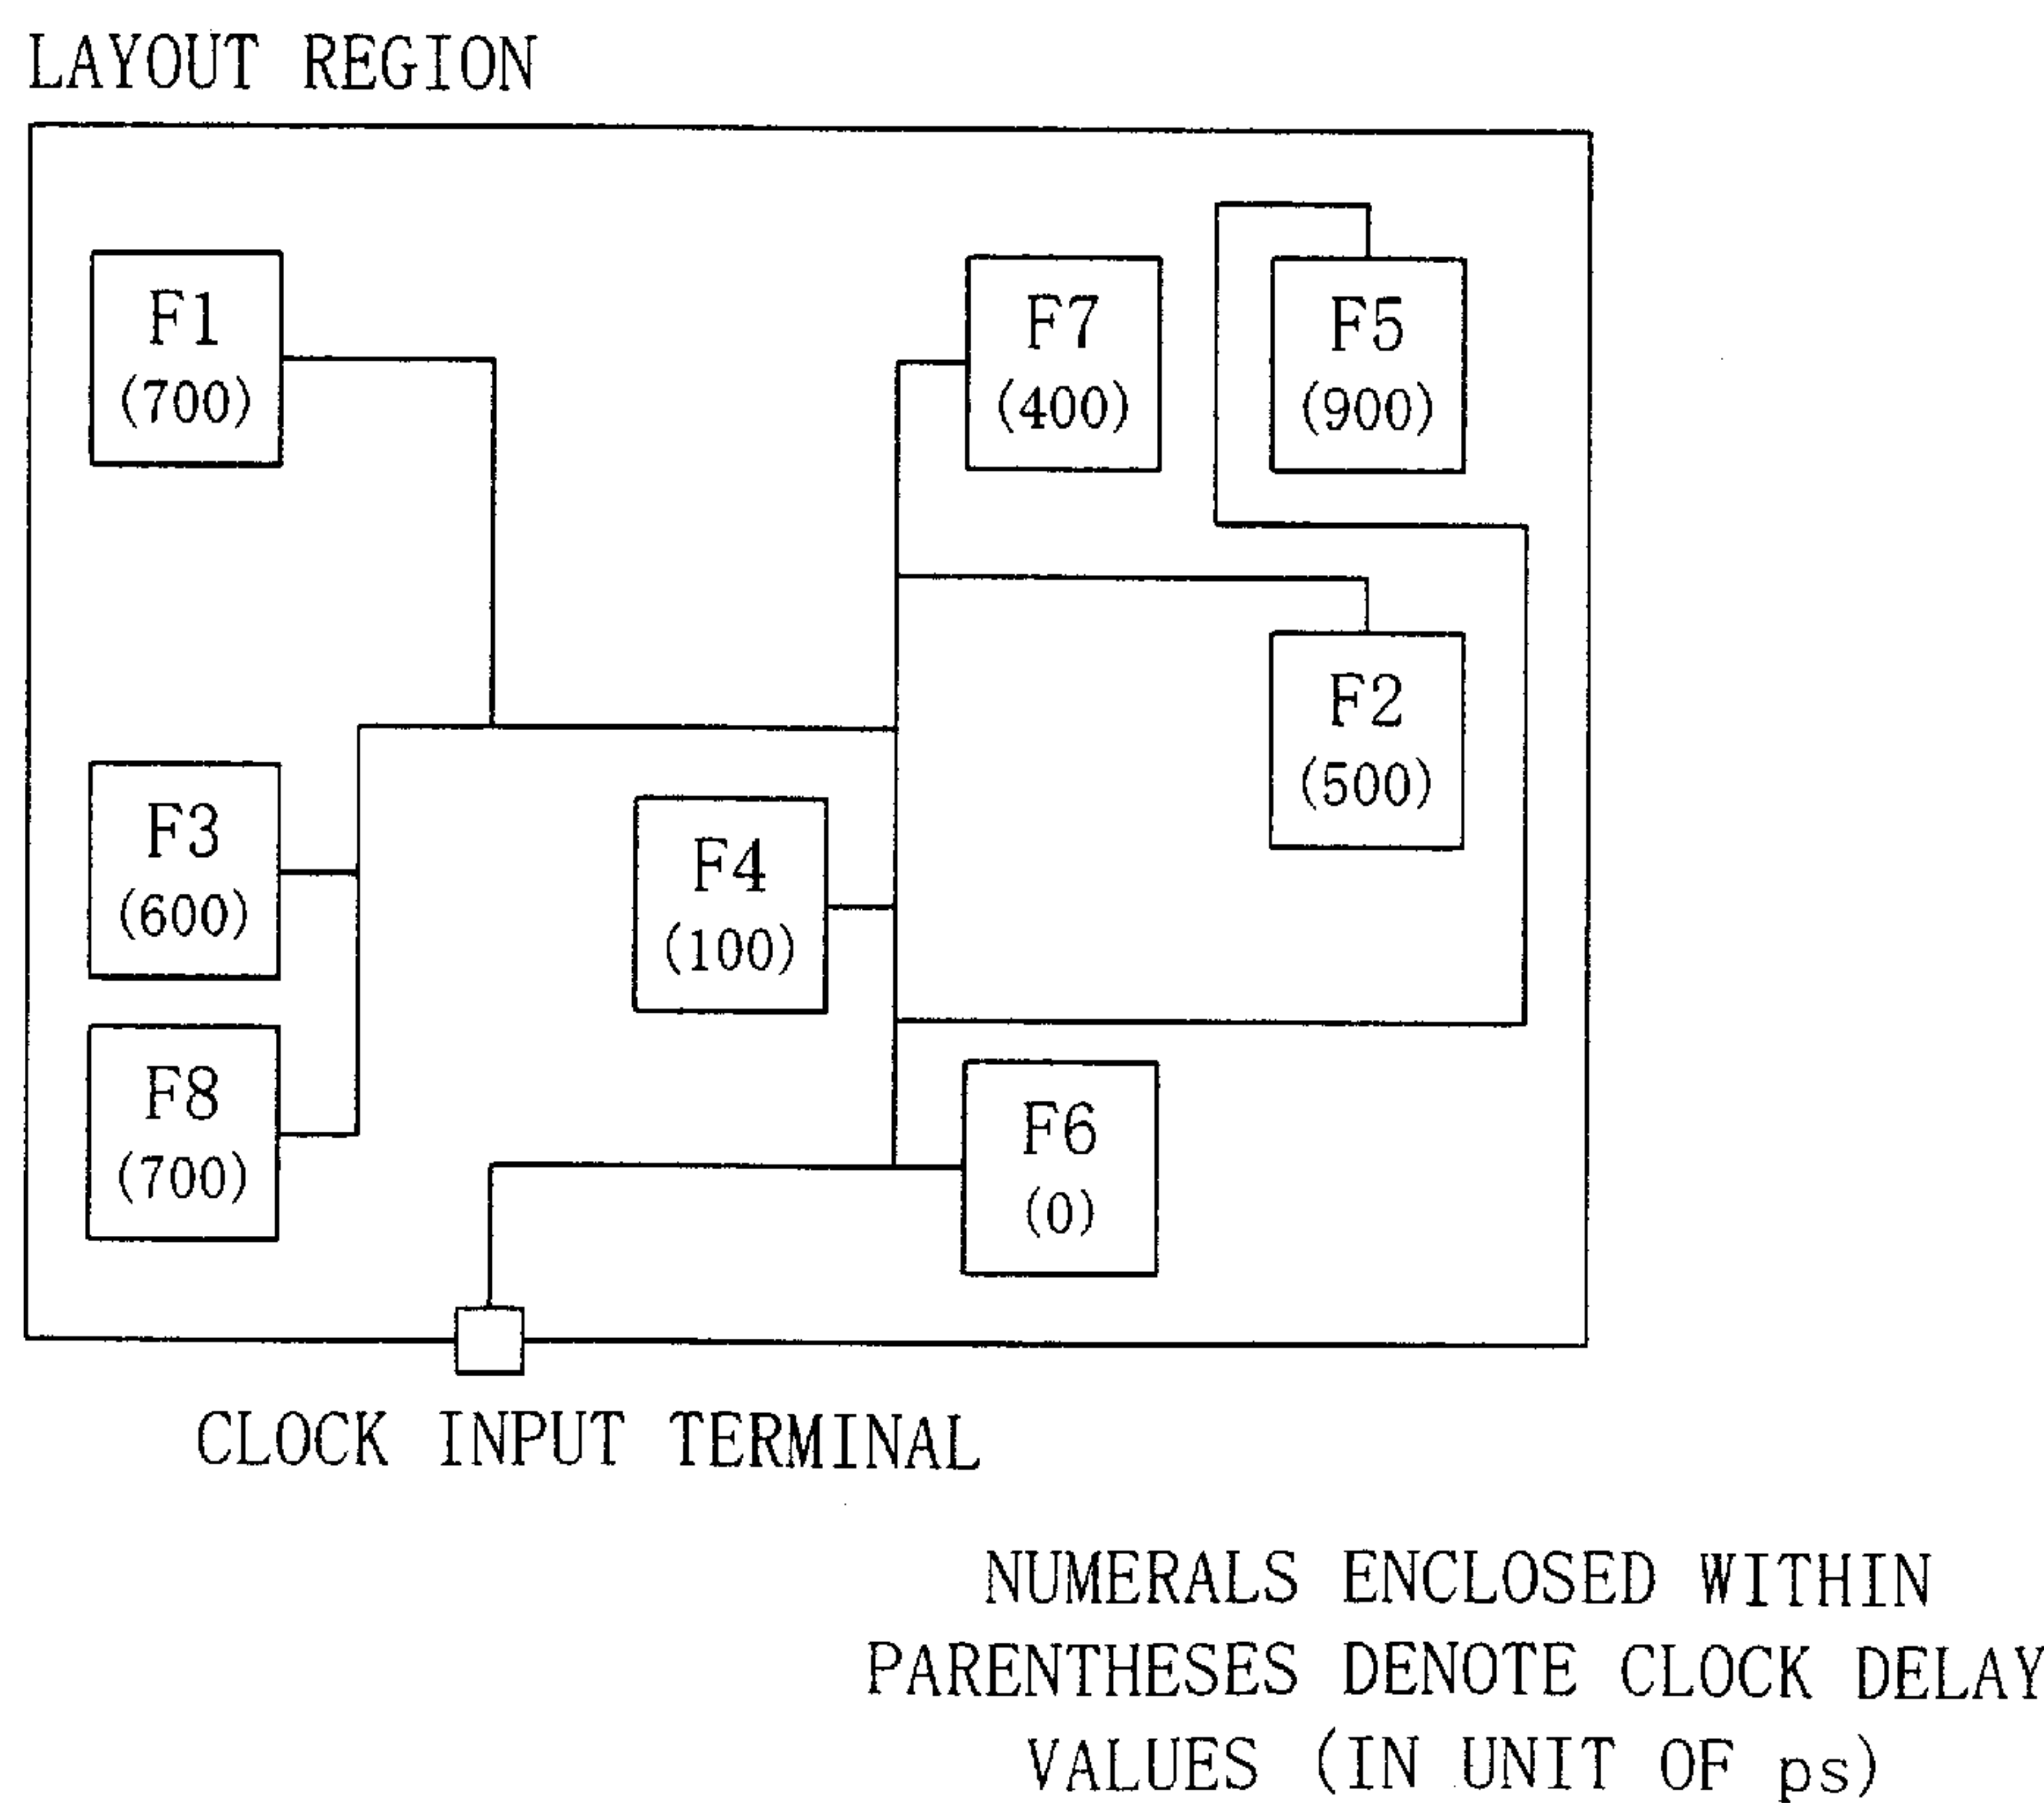 LAYOUT REGION
F1
(700)
F7
(400)
F5
(900)
F2
(500)
F3
(600)
F4
(100)
F8
(700)
F6
(0)
CLOCK INPUT TERMINAL
NUMERALS ENCLOSED WITHIN
PARENTHESES DENOTE CLOCK DELAY
VALUES (IN UNIT OF ps)